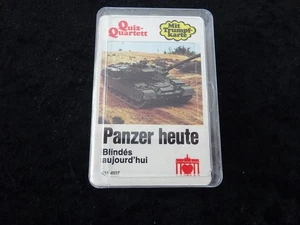 Quiz-
Quartett
Mit
Trumpf-
karte
Panzer heute
Blindés
aujourd'hui